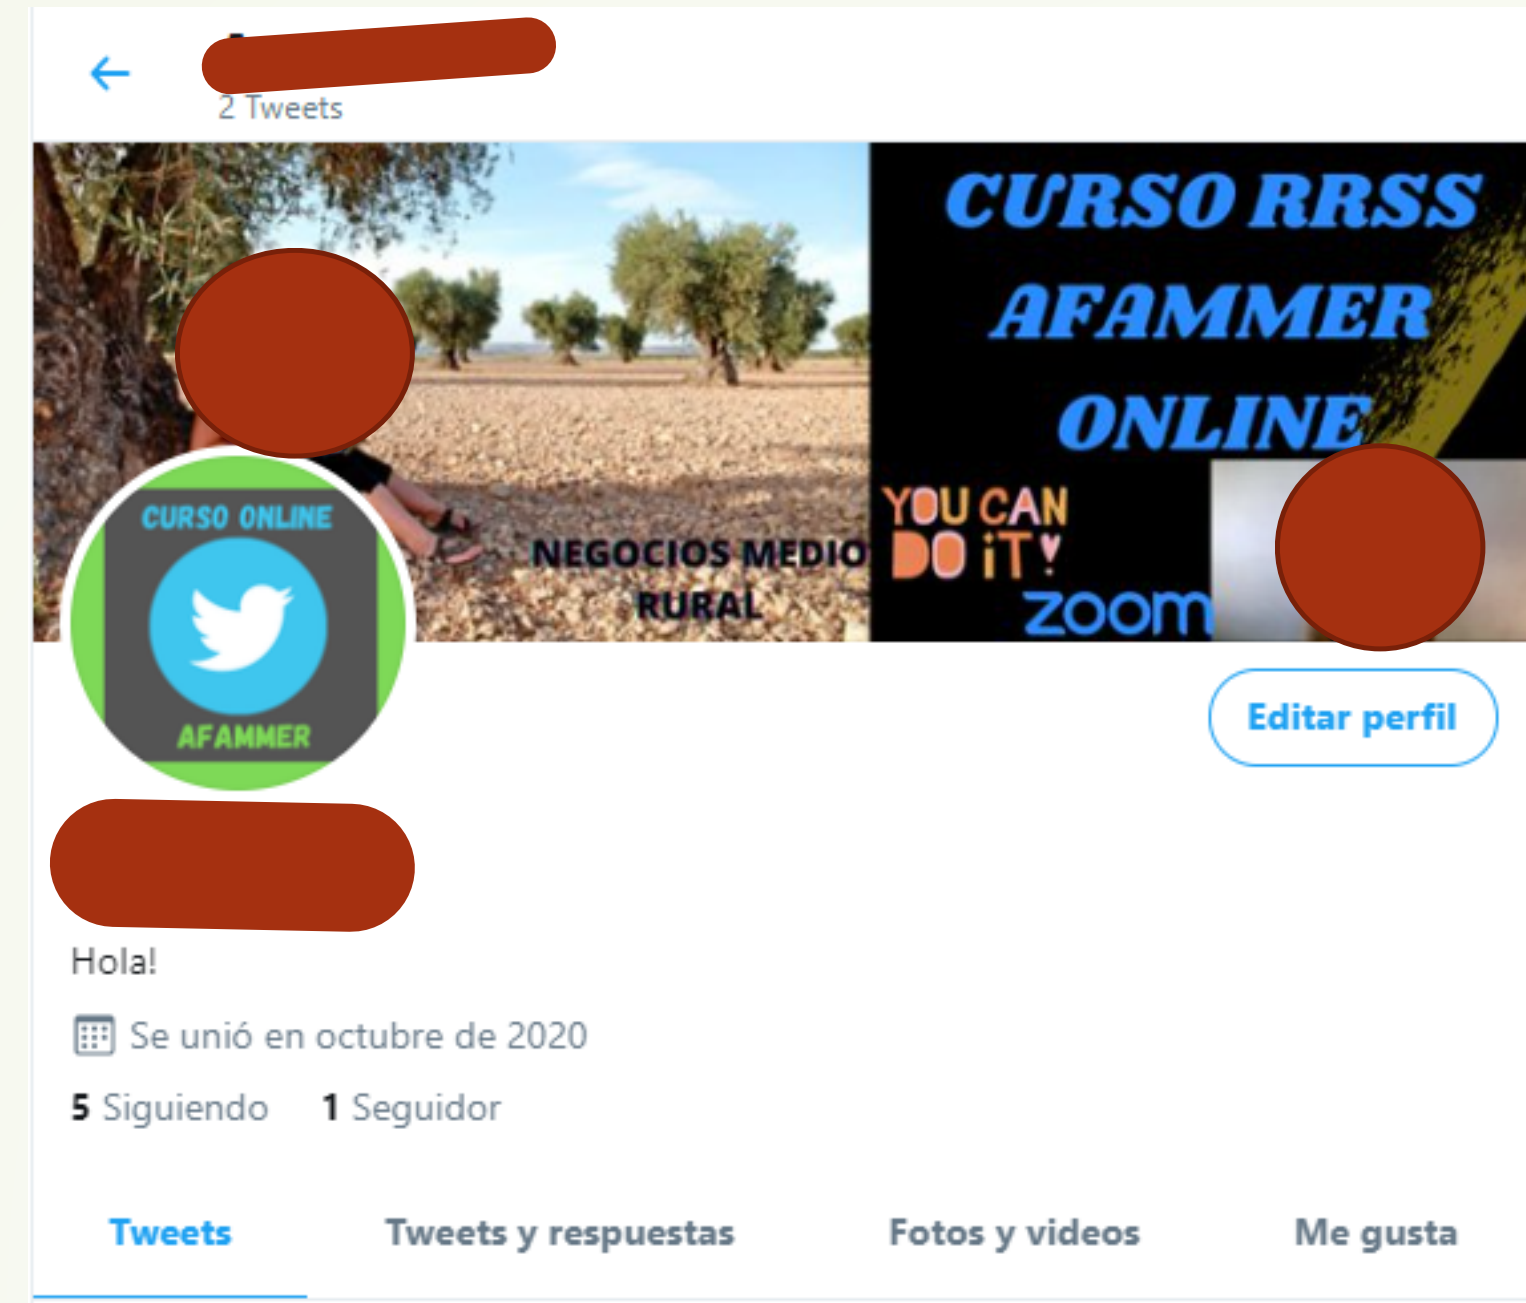 2 Tweets
CURSO RRSS
AFAMMER
ONLINE
YOU CAN
DO iT!
zoom
NEGOCIOS MEDIO
RURAL
CURSO ONLINE
AFAMMER
Editar perfil
Hola!
Se unió en octubre de 2020
5 Siguiendo 1 Seguidor
Tweets Tweets y respuestas Fotos y videos Me gusta